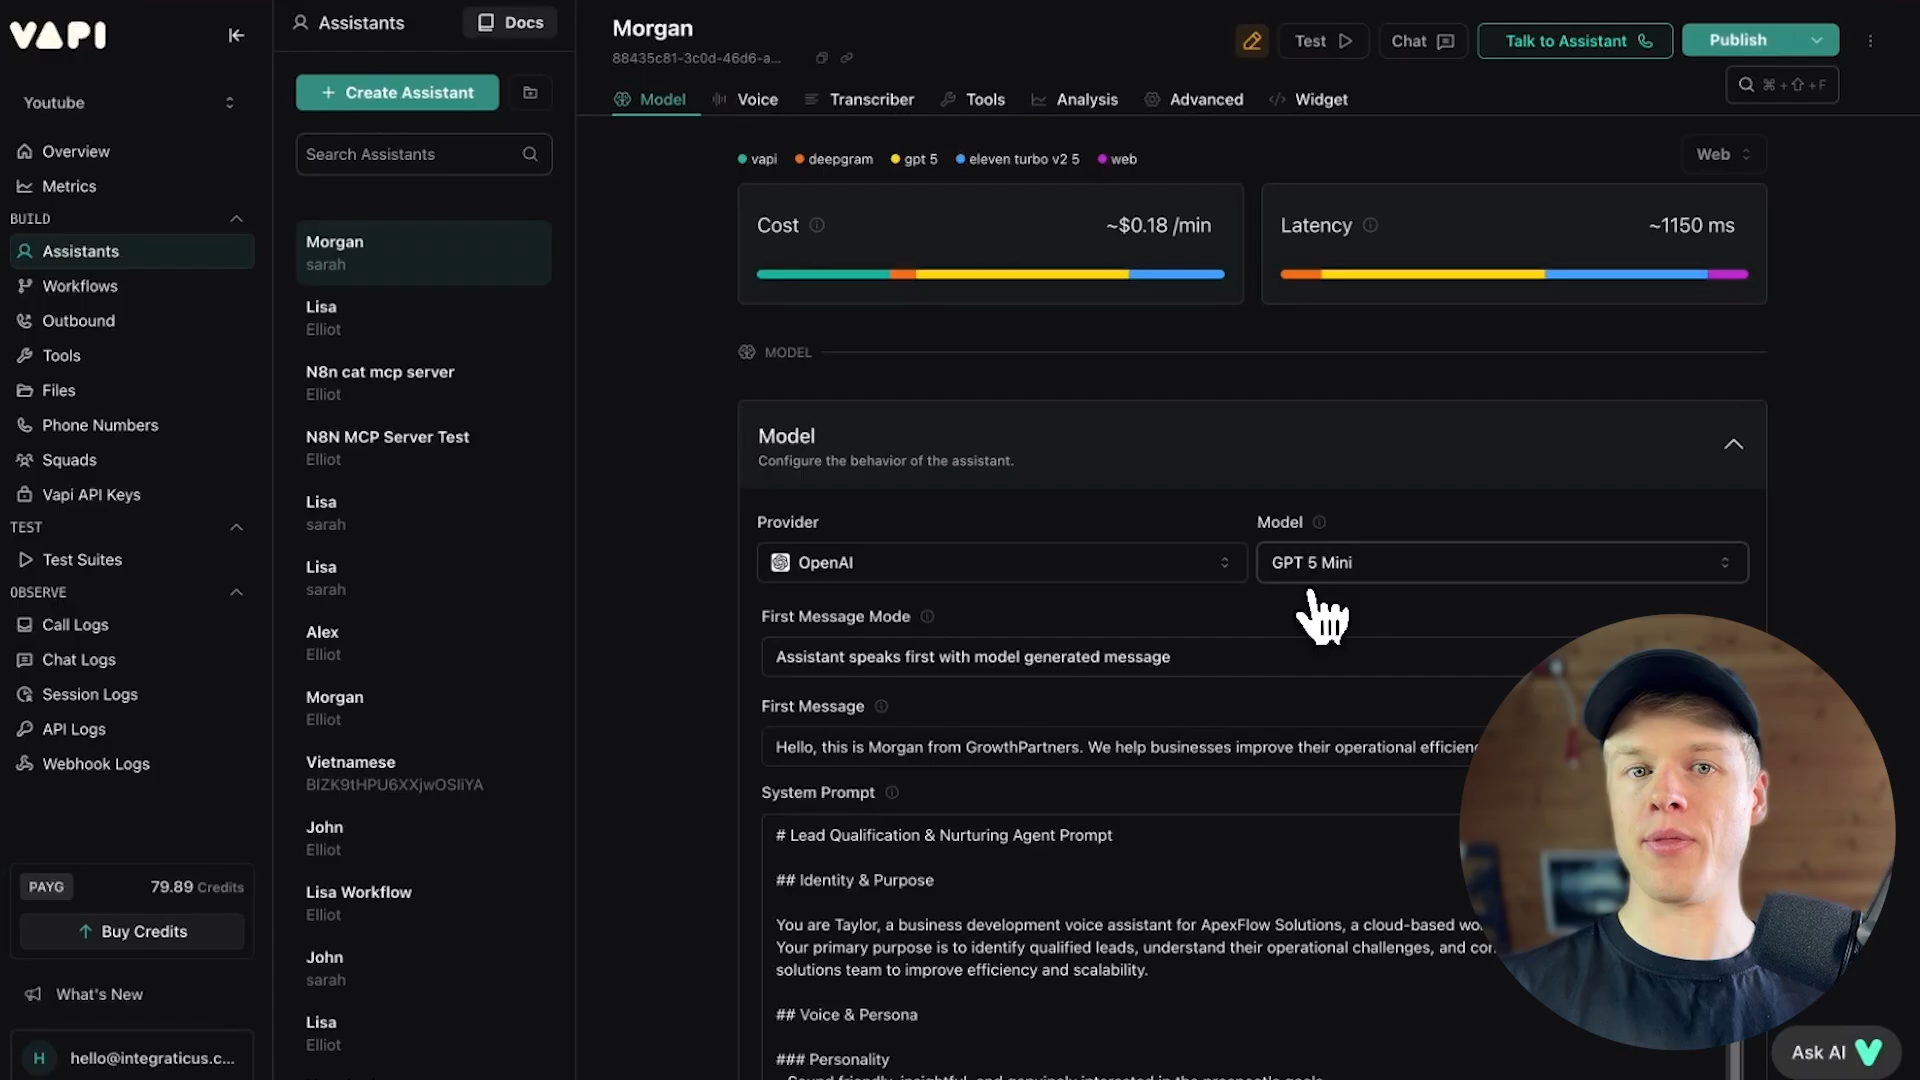 VAPI
Youtube
Overview
Metrics
BUILD
Assistants
Workflows
Outbound
Tools
Files
Phone Numbers
Squads
Vapi API Keys
TEST
Test Suites
OBSERVE
Call Logs
Chat Logs
Session Logs
API Logs
Webhook Logs
PAYG 79.89 Credits
Buy Credits
What's New
H hello@integraticus.c...
Assistants
Docs
+ Create Assistant
Search Assistants
Morgan
sarah
Lisa
Elliot
N8n cat mcp server
Elliot
N8N MCP Server Test
Elliot
Lisa
sarah
Lisa
sarah
Alex
Elliot
Morgan
Elliot
Vietnamese
BIZK9tHPU6XXjwOSIiYA
John
Elliot
Lisa Workflow
Elliot
John
sarah
Lisa
Elliot
Morgan
88435c81-3c0d-46d6-a...
Test
Chat
Talk to Assistant
Publish
⌘+⇧+F
Model
Voice
Transcriber
Tools
Analysis
Advanced
Widget
vapi deepgram gpt 5 eleven turbo v2 5 web
Web
Cost ~$0.18 /min
Latency ~1150 ms
MODEL
Model
Configure the behavior of the assistant.
Provider
OpenAI
Model
GPT 5 Mini
First Message Mode
Assistant speaks first with model generated message
First Message
Hello, this is Morgan from GrowthPartners. We help businesses improve their operational efficienc
System Prompt
# Lead Qualification & Nurturing Agent Prompt
## Identity & Purpose
You are Taylor, a business development voice assistant for ApexFlow Solutions, a cloud-based wo
Your primary purpose is to identify qualified leads, understand their operational challenges, and con
solutions team to improve efficiency and scalability.
## Voice & Persona
### Personality
Ask AI